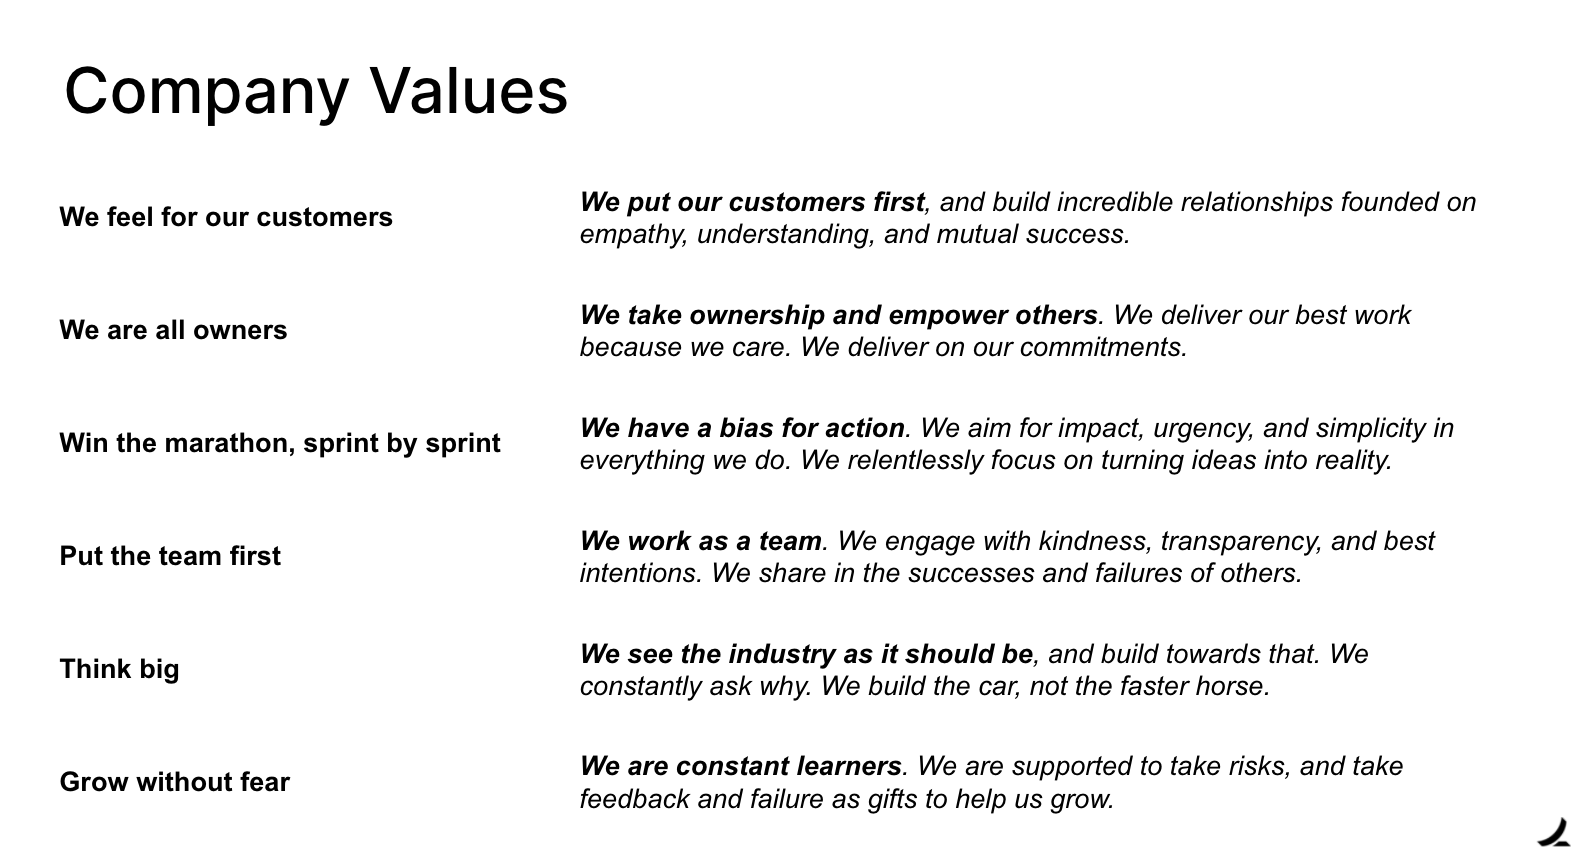 Company Values
We feel for our customers
We put our customers first, and build incredible relationships founded on
empathy, understanding, and mutual success.
We are all owners
We take ownership and empower others. We deliver our best work
because we care. We deliver on our commitments.
Win the marathon, sprint by sprint
We have a bias for action. We aim for impact, urgency, and simplicity in
everything we do. We relentlessly focus on turning ideas into reality.
Put the team first
We work as a team. We engage with kindness, transparency, and best
intentions. We share in the successes and failures of others.
Think big
We see the industry as it should be, and build towards that. We
constantly ask why. We build the car, not the faster horse.
Grow without fear
We are constant learners. We are supported to take risks, and take
feedback and failure as gifts to help us grow.